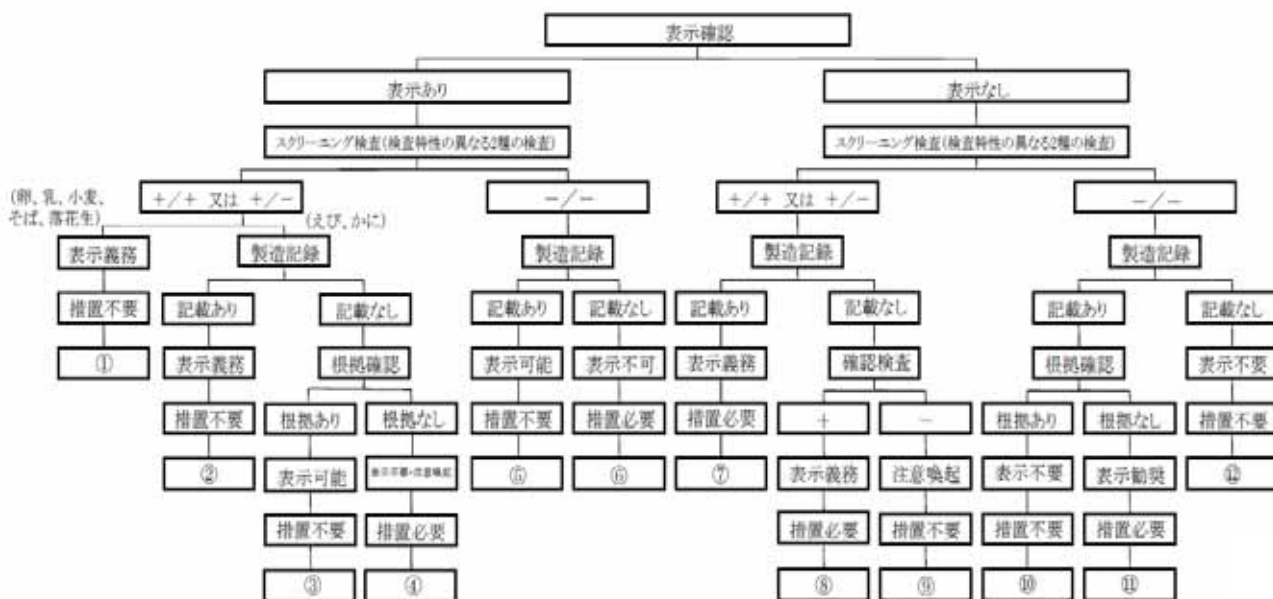 表示確認
表示あり
表示なし
スクリーニング検査(検査特性の異なる2種の検査)
スクリーニング検査(検査特性の異なる2種の検査)
(卵、乳、小麦、
そば、落花生)
+/+ 又は +/-
(えび、かに)
-/-
+/+ 又は +/-
-/-
表示義務
製造記録
製造記録
製造記録
製造記録
措置不要
記載あり
記載なし
記載あり
記載なし
記載あり
記載なし
記載あり
記載なし
①
表示義務
根拠確認
表示可能
表示不可
表示義務
確認検査
根拠確認
表示不要
措置不要
根拠あり
根拠なし
措置不要
措置必要
措置必要
+
-
根拠あり
根拠なし
措置不要
②
表示可能
⑤
⑥
⑦
表示義務
注意喚起
表示不要
表示勧奨
⑫
措置不要
措置必要
措置必要
措置不要
措置不要
措置必要
③
④
⑧
⑨
⑩
⑪